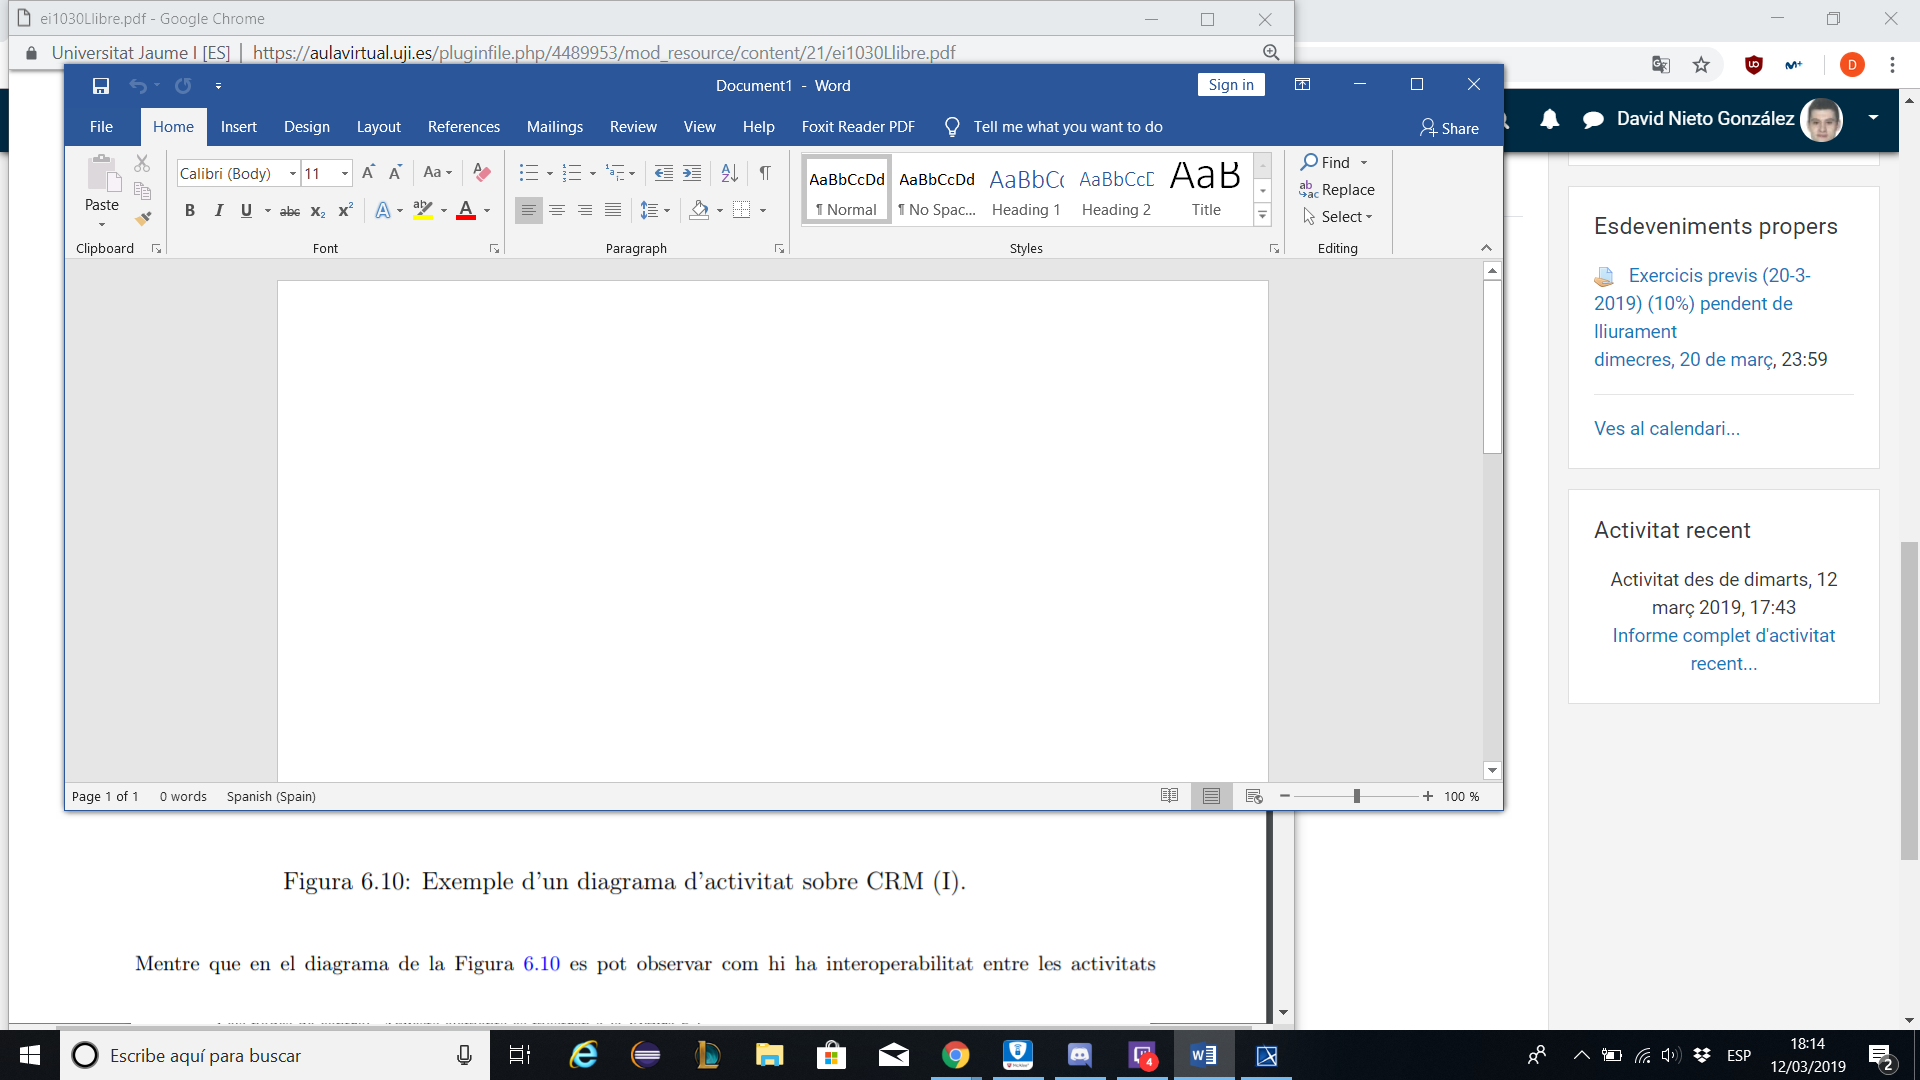 ei1030Llibre.pdf - Google Chrome
Universitat Jaume I [ES] | https://aulavirtual.uji.es/pluginfile.php/4489953/mod_resource/content/21/ei1030Llibre.pdf
Document1 - Word
Sign in
File Home Insert Design Layout References Mailings Review View Help Foxit Reader PDF Tell me what you want to do Share
Paste
Clipboard
Calibri (Body) 11 Aa
B I U abc x₂ x² A ab A
Font
Paragraph
AaBbCcDd AaBbCcDd AaBbCc AaBbCcD AaB
¶ Normal ¶ No Spac... Heading 1 Heading 2 Title
Styles
Find
Replace
Select
Editing
Page 1 of 1 0 words Spanish (Spain) 100 %
D
David Nieto González
Esdeveniments propers
Exercicis previs (20-3-
2019) (10%) pendent de
lliurament
dimecres, 20 de març, 23:59
Ves al calendari...
Activitat recent
Activitat des de dimarts, 12
març 2019, 17:43
Informe complet d'activitat
recent...
Figura 6.10: Exemple d'un diagrama d'activitat sobre CRM (I).
Mentre que en el diagrama de la Figura 6.10 es pot observar com hi ha interoperabilitat entre les activitats
Escribe aquí para buscar
4
ESP
18:14
12/03/2019
2